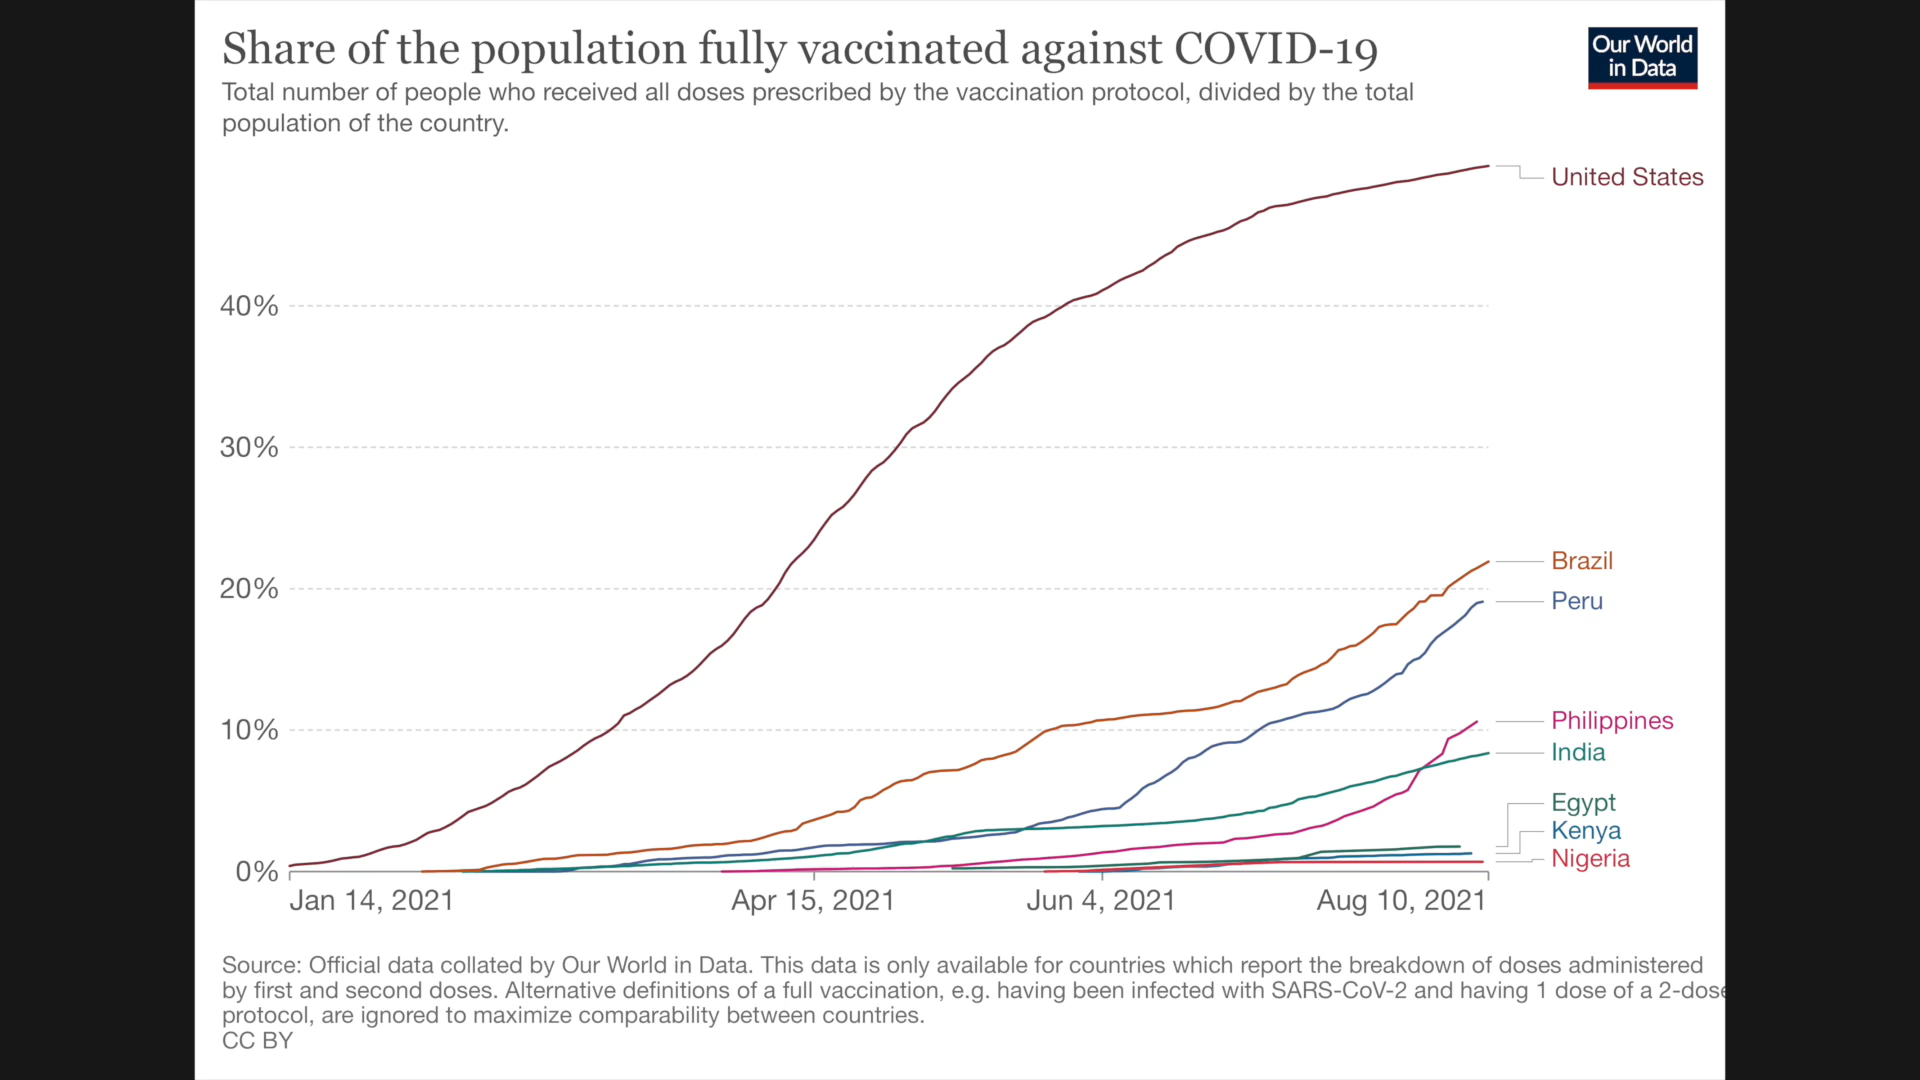 Share of the population fully vaccinated against COVID-19
Our World
in Data
Total number of people who received all doses prescribed by the vaccination protocol, divided by the total
population of the country.
United States
40%
30%
20%
10%
0%
Brazil
Peru
Philippines
India
Egypt
Kenya
Nigeria
Jan 14, 2021
Apr 15, 2021
Jun 4, 2021
Aug 10, 2021
Source: Official data collated by Our World in Data. This data is only available for countries which report the breakdown of doses administered
by first and second doses. Alternative definitions of a full vaccination, e.g. having been infected with SARS-CoV-2 and having 1 dose of a 2-dose
protocol, are ignored to maximize comparability between countries.
CC BY